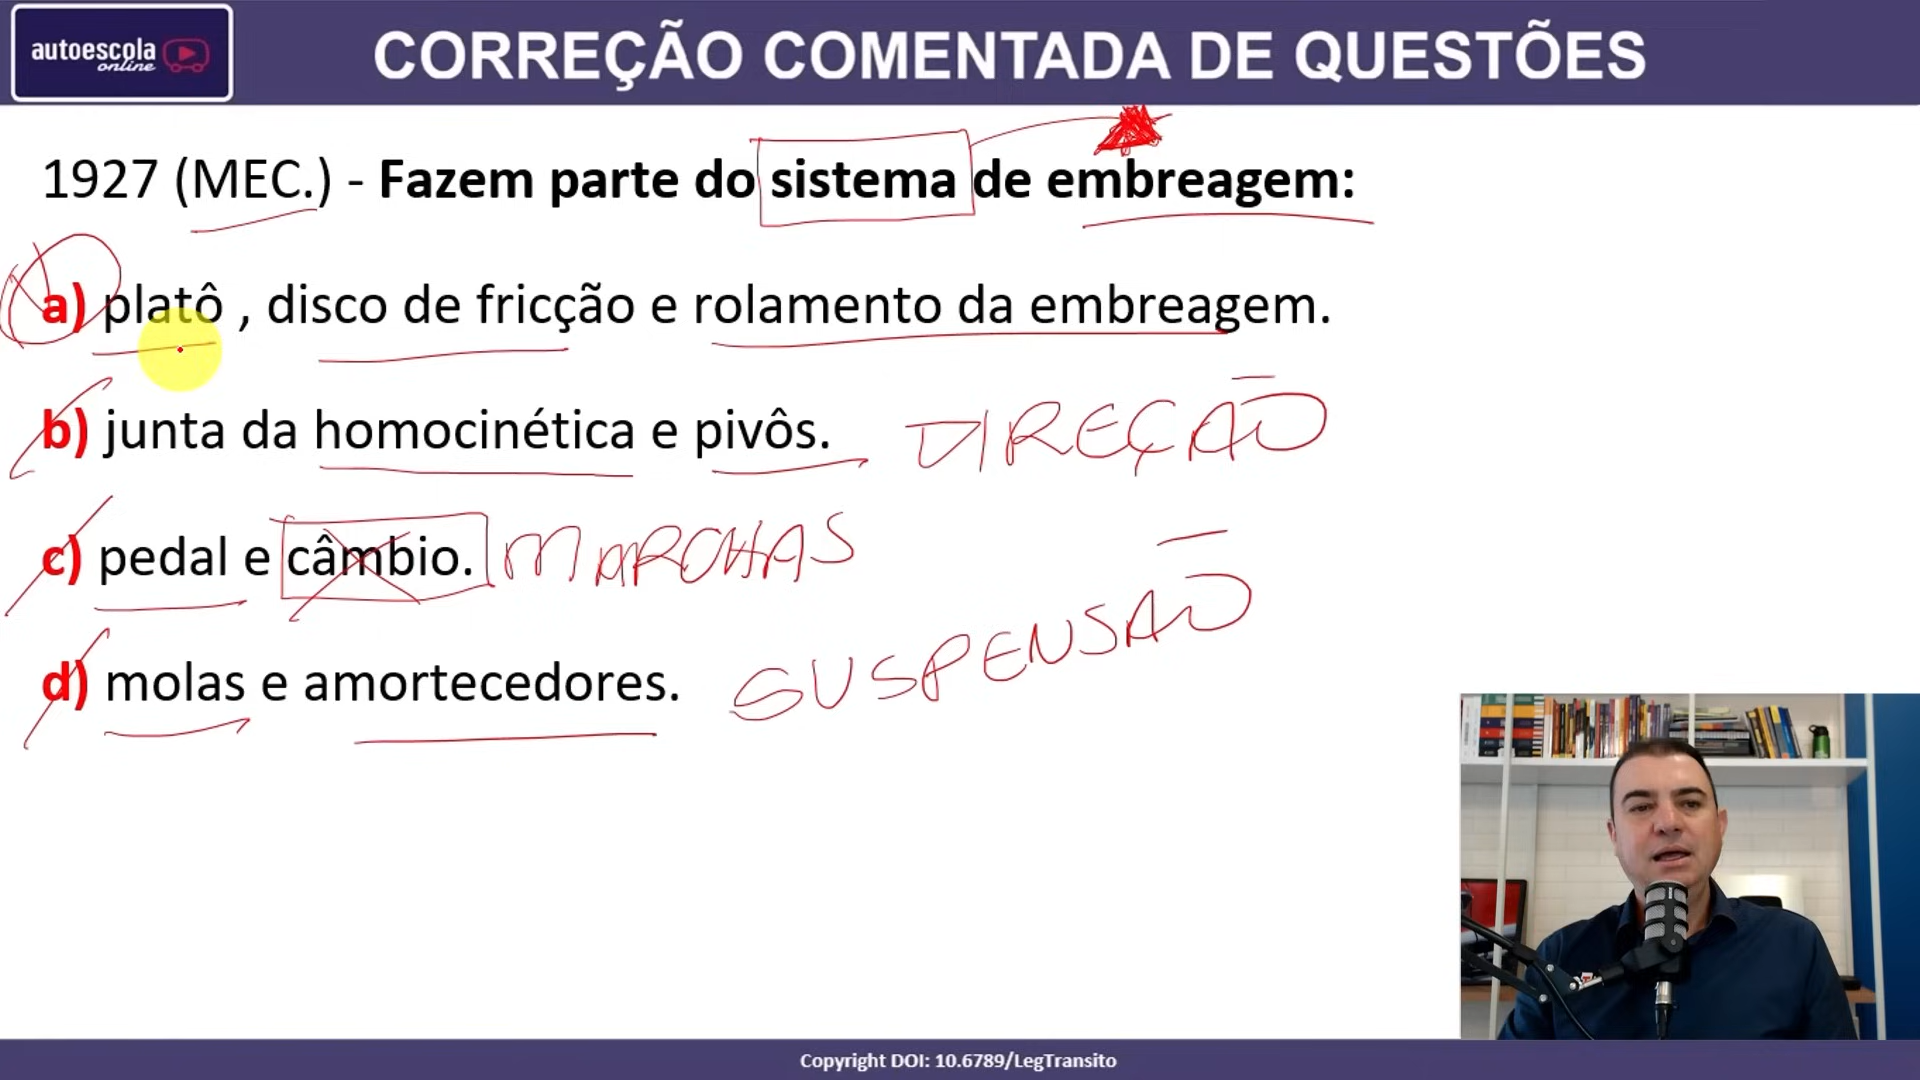 autoescola
online
CORREÇÃO COMENTADA DE QUESTÕES
1927 (MEC.) - Fazem parte do sistema de embreagem:
a) platô , disco de fricção e rolamento da embreagem.
b) junta da homocinética e pivôs. DIREÇÃO
c) pedal e câmbio. MARCHAS
d) molas e amortecedores. SUSPENSÃO
Copyright DOI: 10.6789/LegTransito